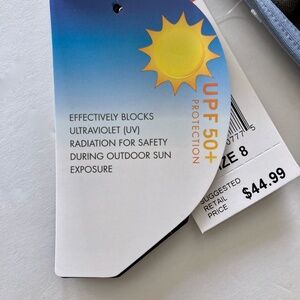 EFFECTIVELY BLOCKS
ULTRAVIOLET (UV)
RADIATION FOR SAFETY
DURING OUTDOOR SUN
EXPOSURE
UPF 50+
PROTECTION
8
SUGGESTED
RETAIL
PRICE
$44.99